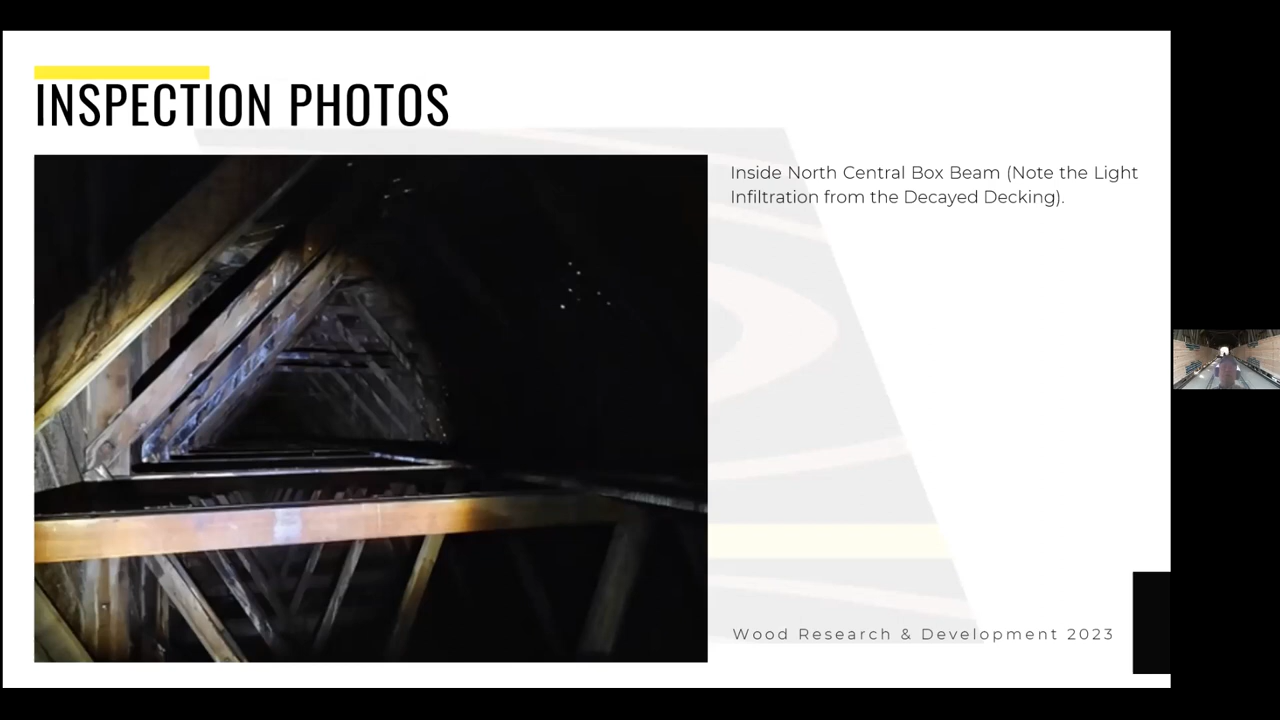 INSPECTION PHOTOS
Inside North Central Box Beam (Note the Light
Infiltration from the Decayed Decking).
Wood Research & Development 2023